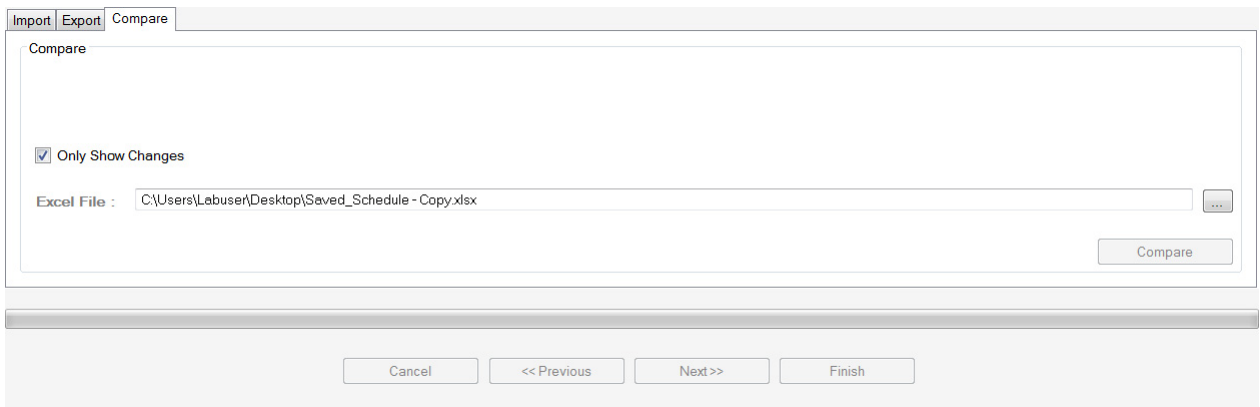 Import Export Compare
Compare
Only Show Changes
Excel File : C:\Users\Labuser\Desktop\Saved_Schedule - Copy.xlsx ...
Compare
Cancel << Previous Next>> Finish